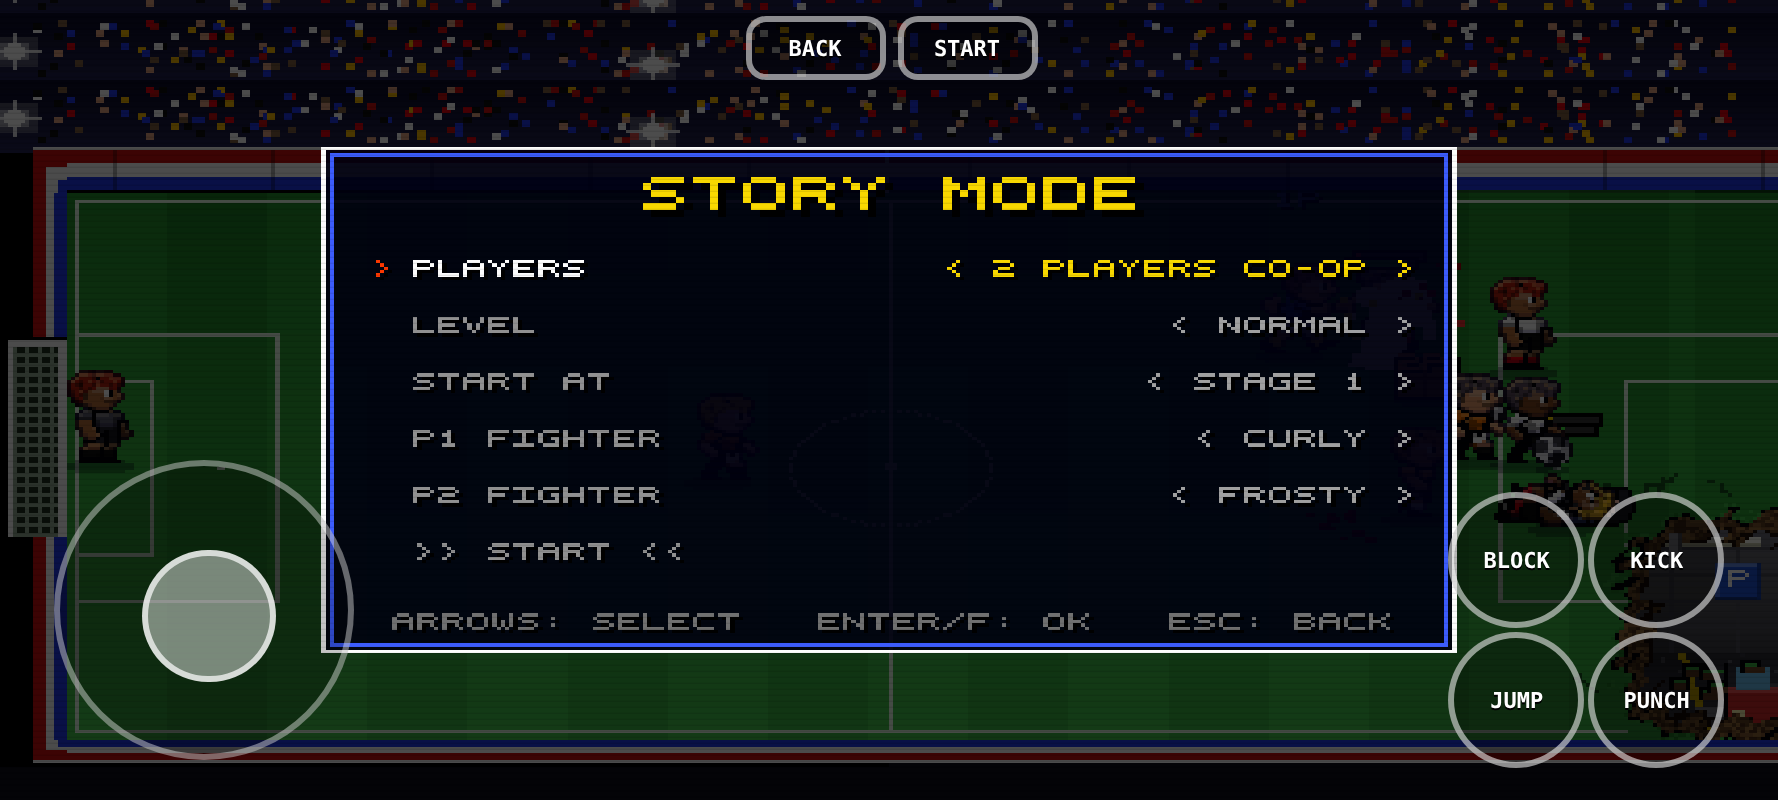 BACK START
STORY MODE
> PLAYERS < 2 PLAYERS CO-OP >
LEVEL < NORMAL >
START AT < STAGE 1 >
P1 FIGHTER < CURLY >
P2 FIGHTER < FROSTY >
>> START <<
ARROWS: SELECT ENTER/F: OK ESC: BACK
BLOCK KICK
P
JUMP PUNCH